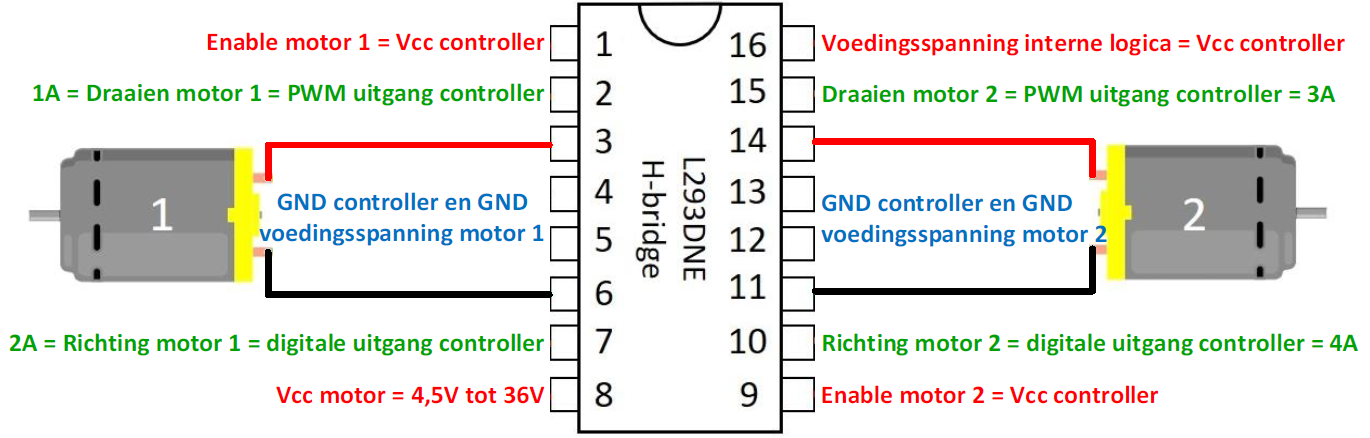 Enable motor 1 = Vcc controller
1A = Draaien motor 1 = PWM uitgang controller
1
GND controller en GND
voedingsspanning motor 1
2A = Richting motor 1 = digitale uitgang controller
Vcc motor = 4,5V tot 36V
1
2
3
4
5
6
7
8
L293DNE
H-bridge
16
15
14
13
12
11
10
9
Voedingsspanning interne logica = Vcc controller
Draaien motor 2 = PWM uitgang controller = 3A
GND controller en GND
voedingsspanning motor 2
2
Richting motor 2 = digitale uitgang controller = 4A
Enable motor 2 = Vcc controller